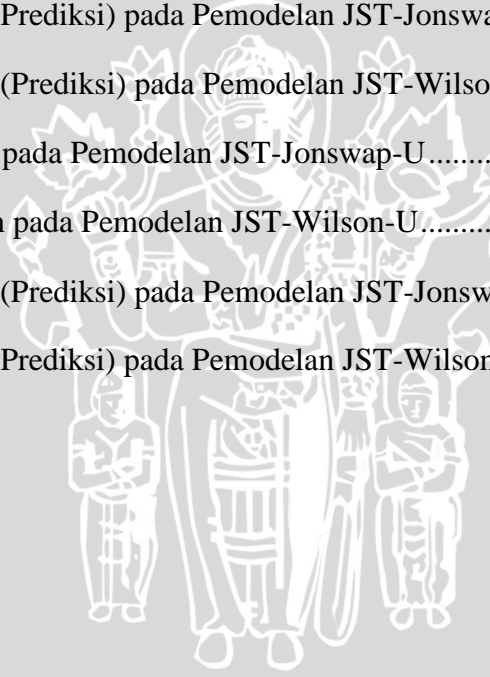 Prediksi) pada Pemodelan JST-Jonswa
(Prediksi) pada Pemodelan JST-Wilso
pada Pemodelan JST-Jonswap-U........
pada Pemodelan JST-Wilson-U.........
(Prediksi) pada Pemodelan JST-Jonsw
Prediksi) pada Pemodelan JST-Wilson